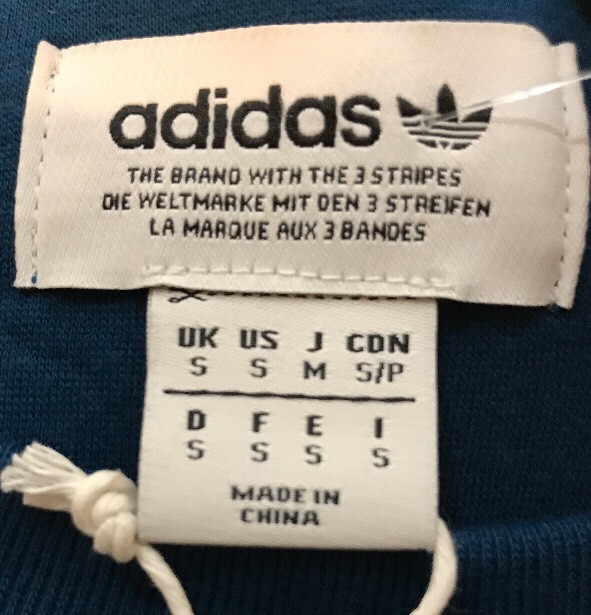 adidas
THE BRAND WITH THE 3 STRIPES
DIE WELTMARKE MIT DEN 3 STREIFEN
LA MARQUE AUX 3 BANDES
UK US J CDN
S S M S/P
D F E I
S S S S
MADE IN
CHINA